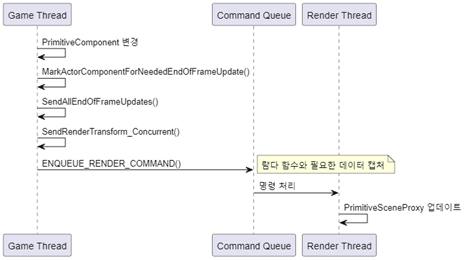 Game Thread
Command Queue
Render Thread
PrimitiveComponent 변경
MarkActorComponentForNeededEndOfFrameUpdate()
SendAllEndOfFrameUpdates()
SendRenderTransform_Concurrent()
ENQUEUE_RENDER_COMMAND()
람다 함수와 필요한 데이터 캡처
명령 처리
PrimitiveSceneProxy 업데이트
Game Thread
Command Queue
Render Thread